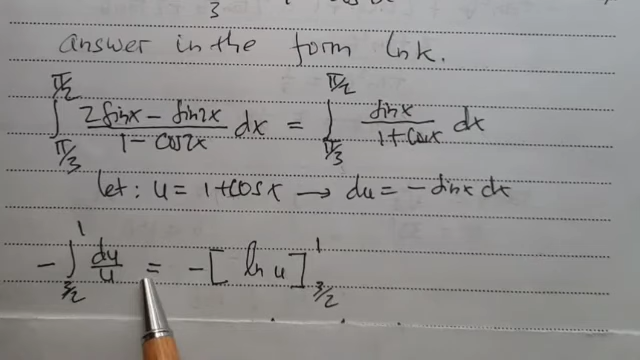 3
answer in the form lnk.
∫_{π/3}^{π/2} (2sinx - sin2x)/(1 - cos2x) dx = ∫_{π/3}^{π/2} sinx/(1+cosx) dx
let: u = 1+cosx → du = -sinx dx
-∫_{3/2}^{1} du/u = -[ln u]_{3/2}^{1}